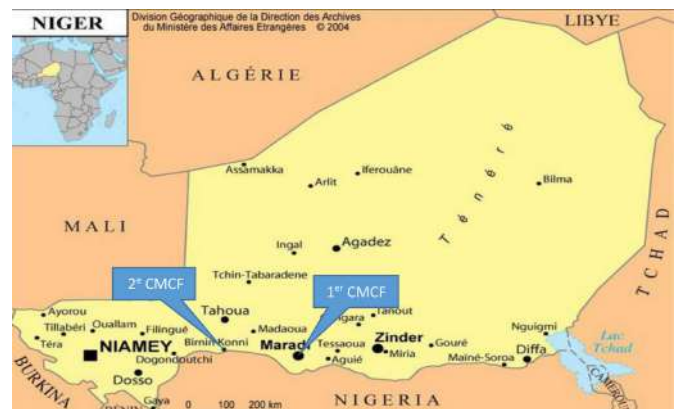 NIGER
Division Géographique de la Direction des Archives
du Ministère des Affaires Etrangères © 2004
LIBYE
ALGÉRIE
Assamakka
Iferouâne
Arlit
Bilma
Ténéré
MALI
TCHAD
Ingal
Agadez
Tchin-Tabaradene
2e CMCF
1er CMCF
Tahoua
Tanout
Ayorou
Tillabéri
Ouallam
Filingué
Birnin Konni
Madaoua
Maradi
Tessaoua
Zinder
Gouré
Nguigmi
Lac
Tchad
Téra
NIAMEY
Dogondoutchi
Aguié
Miria
Maïné-Soroa
Diffa
Dosso
BURKINA
Gaya
0 100 200 km
NIGERIA
CAMEROUN